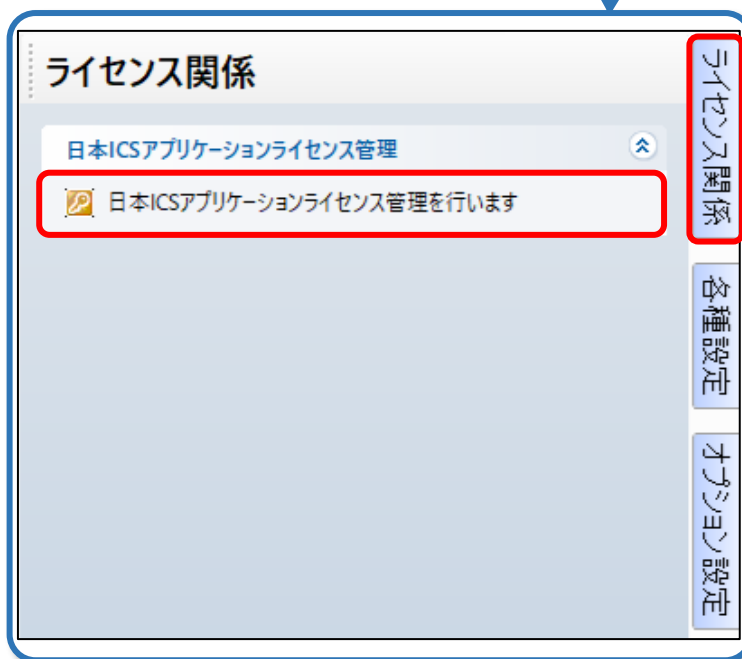 ライセンス関係
日本ICSアプリケーションライセンス管理
日本ICSアプリケーションライセンス管理を行います
ライセンス関係
各種設定
オプション設定